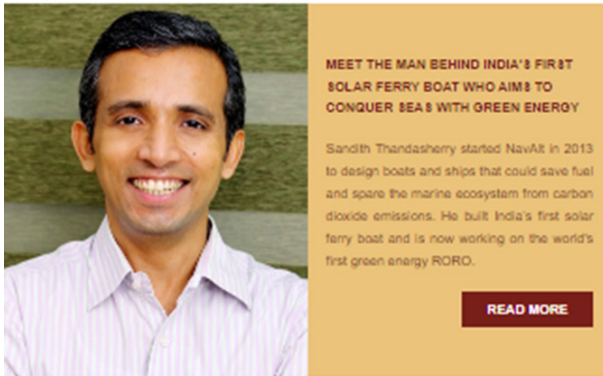 MEET THE MAN BEHIND INDIA'S FIRST
SOLAR FERRY BOAT WHO AIMS TO
CONQUER SEAS WITH GREEN ENERGY
Sandith Thandasherry started NavAlt in 2013
to design boats and ships that could save fuel
and spare the marine ecosystem from carbon
dioxide emissions. He built India's first solar
ferry boat and is now working on the world's
first green energy RORO.
READ MORE